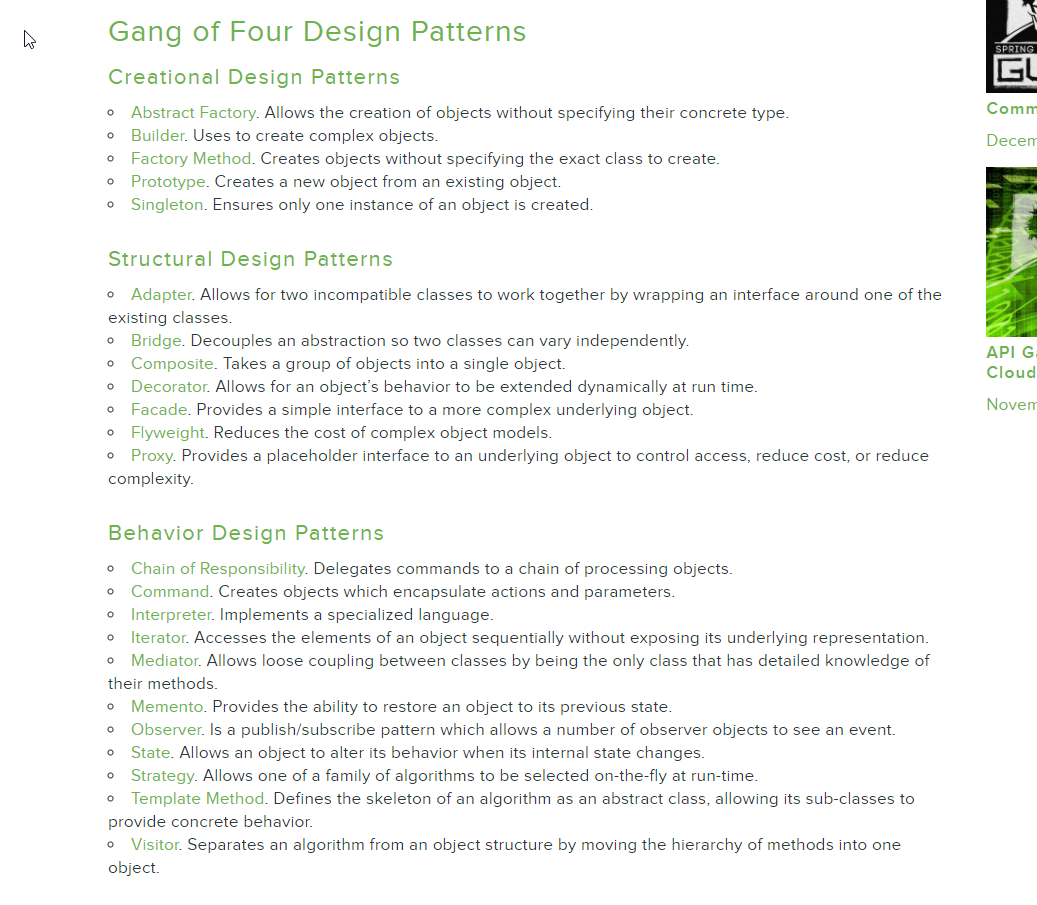 Gang of Four Design Patterns
Creational Design Patterns
Abstract Factory. Allows the creation of objects without specifying their concrete type.
Builder. Uses to create complex objects.
Factory Method. Creates objects without specifying the exact class to create.
Prototype. Creates a new object from an existing object.
Singleton. Ensures only one instance of an object is created.
Structural Design Patterns
Adapter. Allows for two incompatible classes to work together by wrapping an interface around one of the
existing classes.
Bridge. Decouples an abstraction so two classes can vary independently.
Composite. Takes a group of objects into a single object.
Decorator. Allows for an object’s behavior to be extended dynamically at run time.
Facade. Provides a simple interface to a more complex underlying object.
Flyweight. Reduces the cost of complex object models.
Proxy. Provides a placeholder interface to an underlying object to control access, reduce cost, or reduce
complexity.
Behavior Design Patterns
Chain of Responsibility. Delegates commands to a chain of processing objects.
Command. Creates objects which encapsulate actions and parameters.
Interpreter. Implements a specialized language.
Iterator. Accesses the elements of an object sequentially without exposing its underlying representation.
Mediator. Allows loose coupling between classes by being the only class that has detailed knowledge of
their methods.
Memento. Provides the ability to restore an object to its previous state.
Observer. Is a publish/subscribe pattern which allows a number of observer objects to see an event.
State. Allows an object to alter its behavior when its internal state changes.
Strategy. Allows one of a family of algorithms to be selected on-the-fly at run-time.
Template Method. Defines the skeleton of an algorithm as an abstract class, allowing its sub-classes to
provide concrete behavior.
Visitor. Separates an algorithm from an object structure by moving the hierarchy of methods into one
object.
SPRING
GU
Comm
Decem
API G
Cloud
Novem